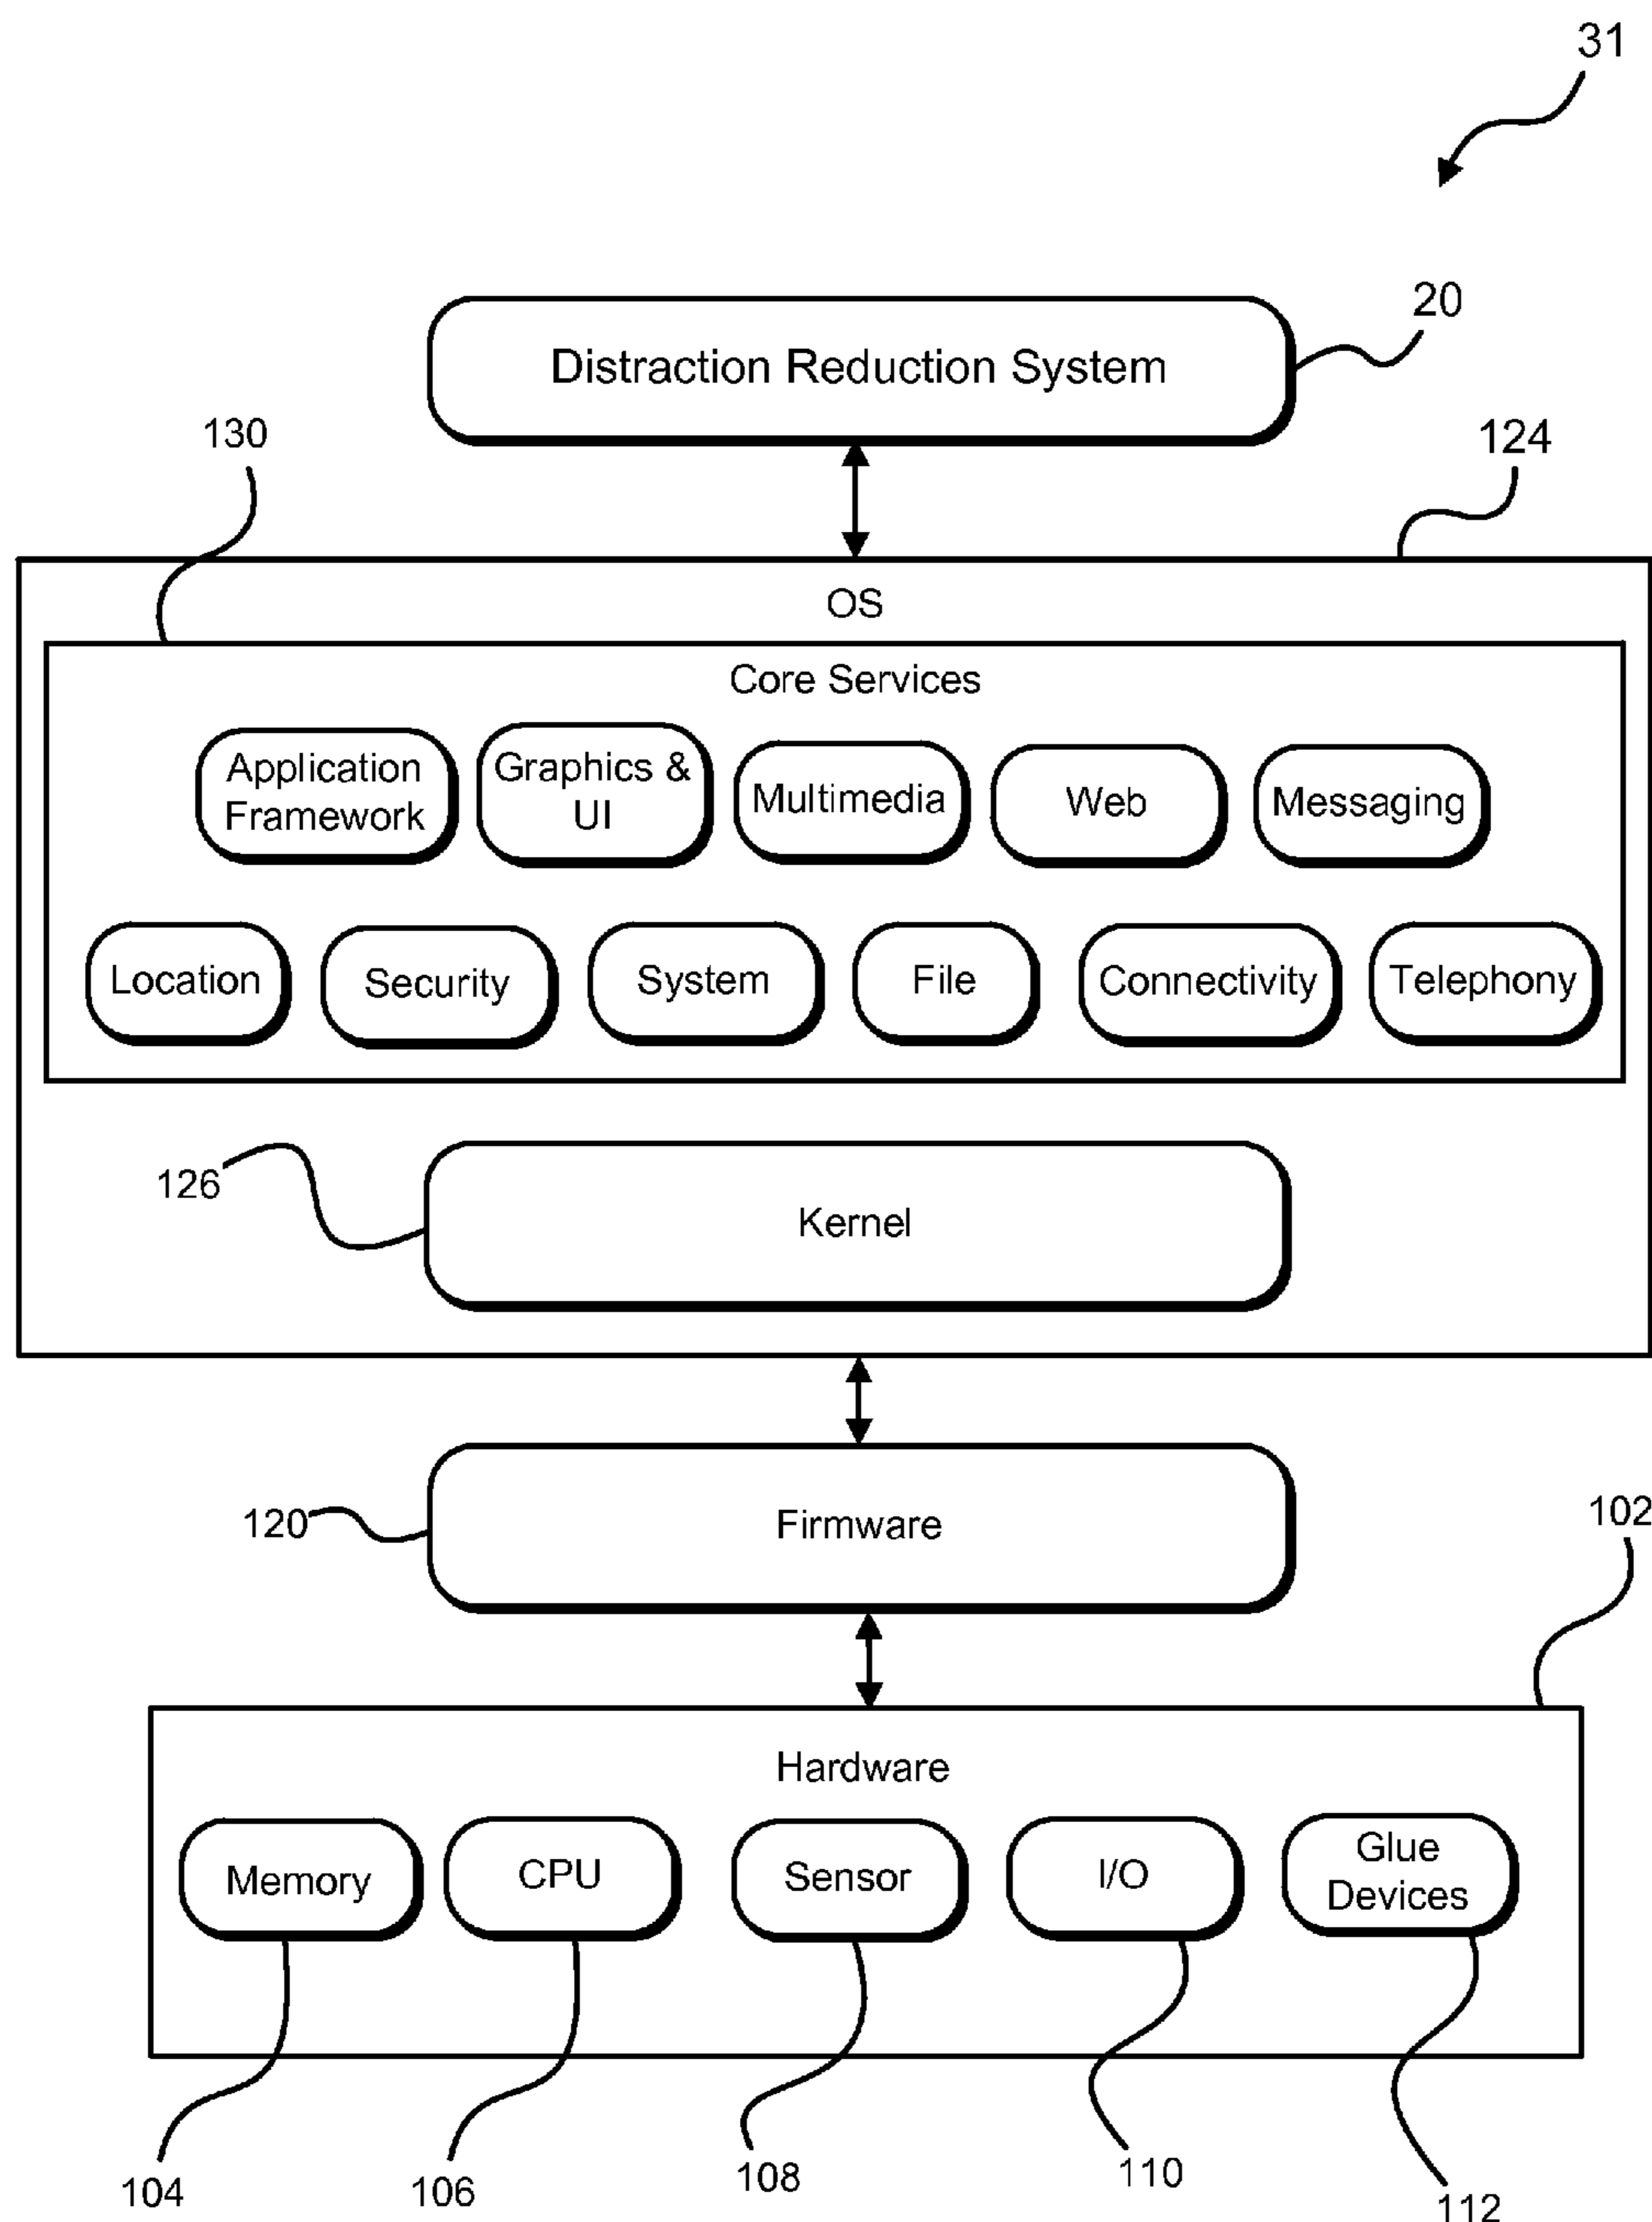 31
20
Distraction Reduction System
130
124
OS
Core Services
Application
Framework
Graphics &
UI
Multimedia
Web
Messaging
Location
Security
System
File
Connectivity
Telephony
126
Kernel
120
Firmware
102
Hardware
Memory
CPU
Sensor
I/O
Glue
Devices
104
106
108
110
112